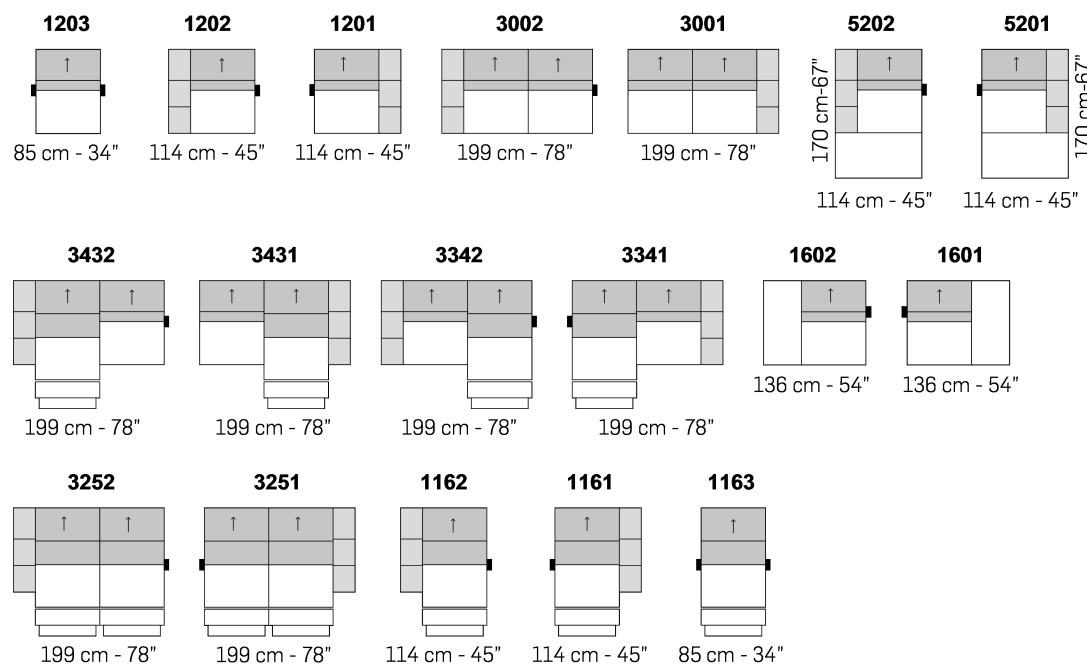 1203 1202 1201 3002 3001 5202 5201
170 cm-67"
170 cm-67"
85 cm - 34" 114 cm - 45" 114 cm - 45" 199 cm - 78" 199 cm - 78"
114 cm - 45" 114 cm - 45"
3432 3431 3342 3341 1602 1601
136 cm - 54" 136 cm - 54"
199 cm - 78" 199 cm - 78" 199 cm - 78" 199 cm - 78"
3252 3251 1162 1161 1163
199 cm - 78" 199 cm - 78" 114 cm - 45" 114 cm - 45" 85 cm - 34"